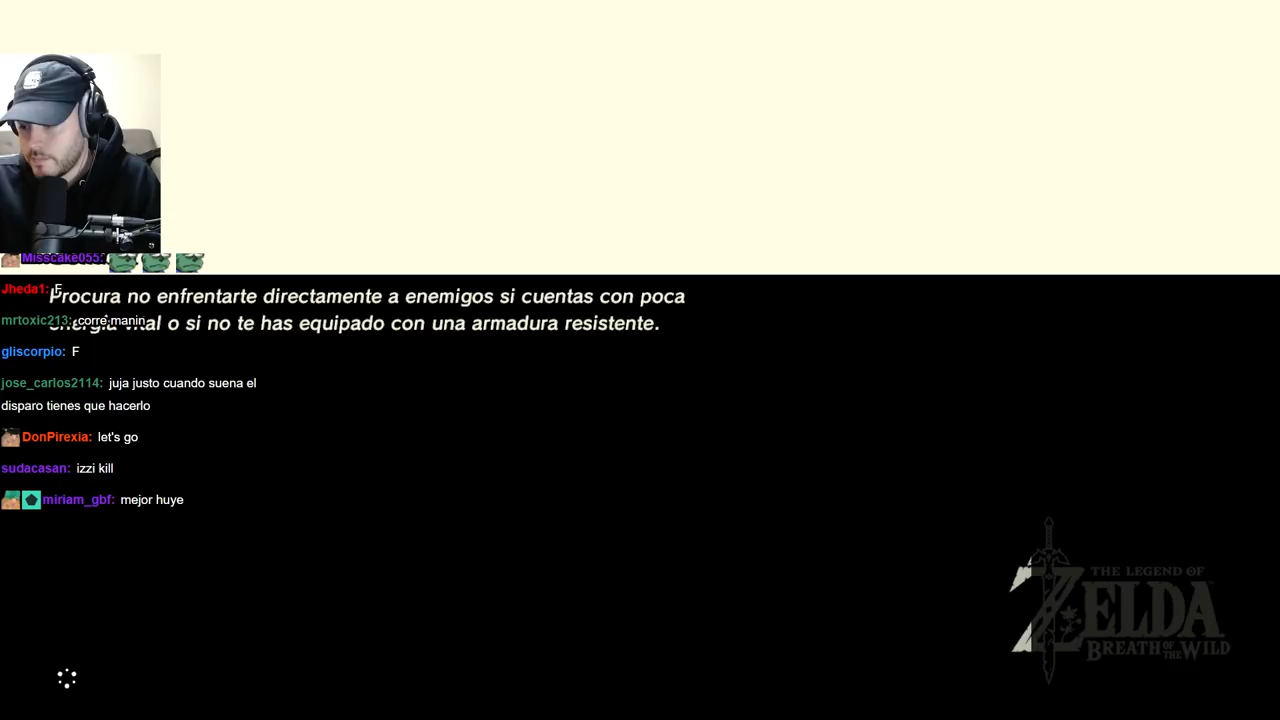 Misscake055:
Jheda1: F
Procura no enfrentarte directamente a enemigos si cuentas con poca
mrtoxic213: corre manin
energía vital o si no te has equipado con una armadura resistente.
gliscorpio: F
jose_carlos2114: juja justo cuando suena el
disparo tienes que hacerlo
DonPirexia: let's go
sudacasan: izzi kill
miriam_gbf: mejor huye
THE LEGEND OF
ZELDA
BREATH OF THE WILD